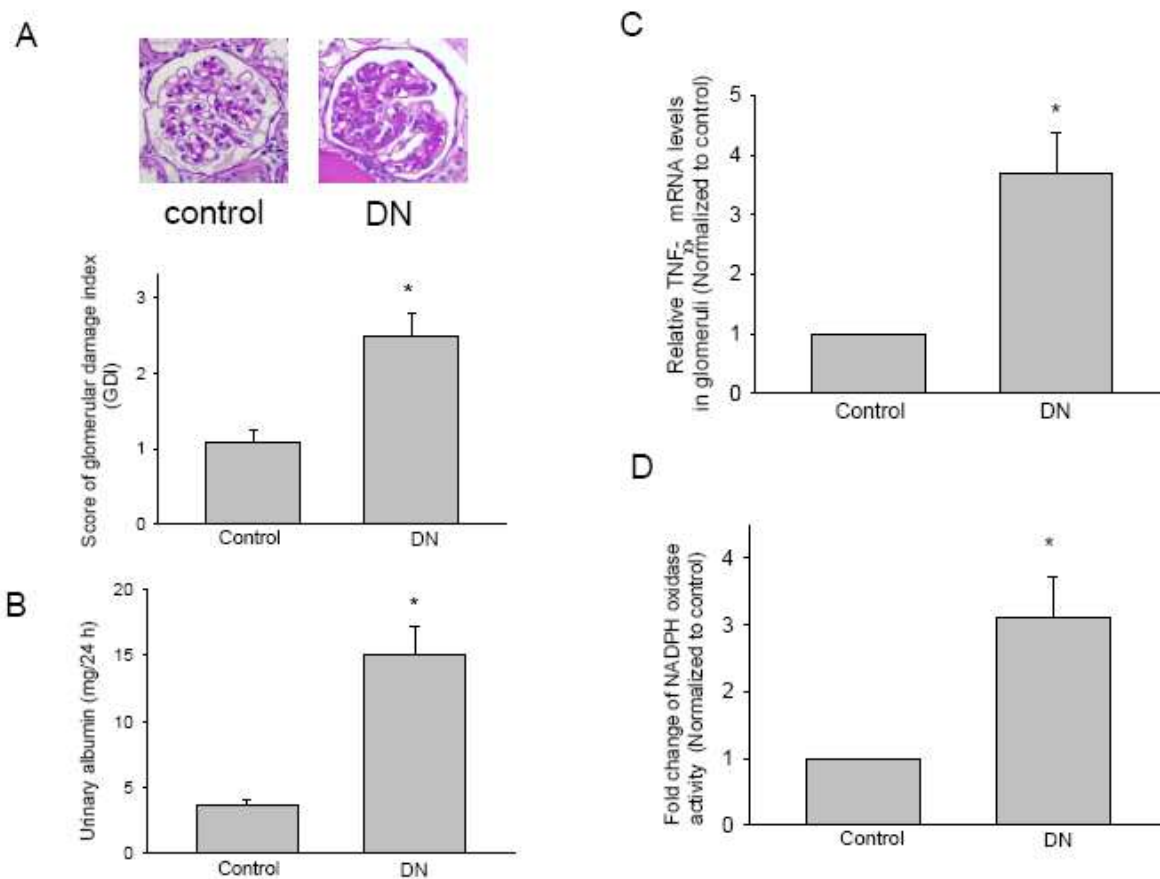 A
control
DN
Score of glomerular damage index
(GDI)
3
2
1
0
*
Control
DN
B
Urinary albumin (mg/24 h)
20
15
10
5
0
*
Control
DN
C
Relative TNF- mRNA levels
in glomeruli (Normalized to control)
5
4
3
2
1
0
*
Control
DN
D
Fold change of NADPH oxidase
activity (Normalized to control)
4
3
2
1
0
*
Control
DN